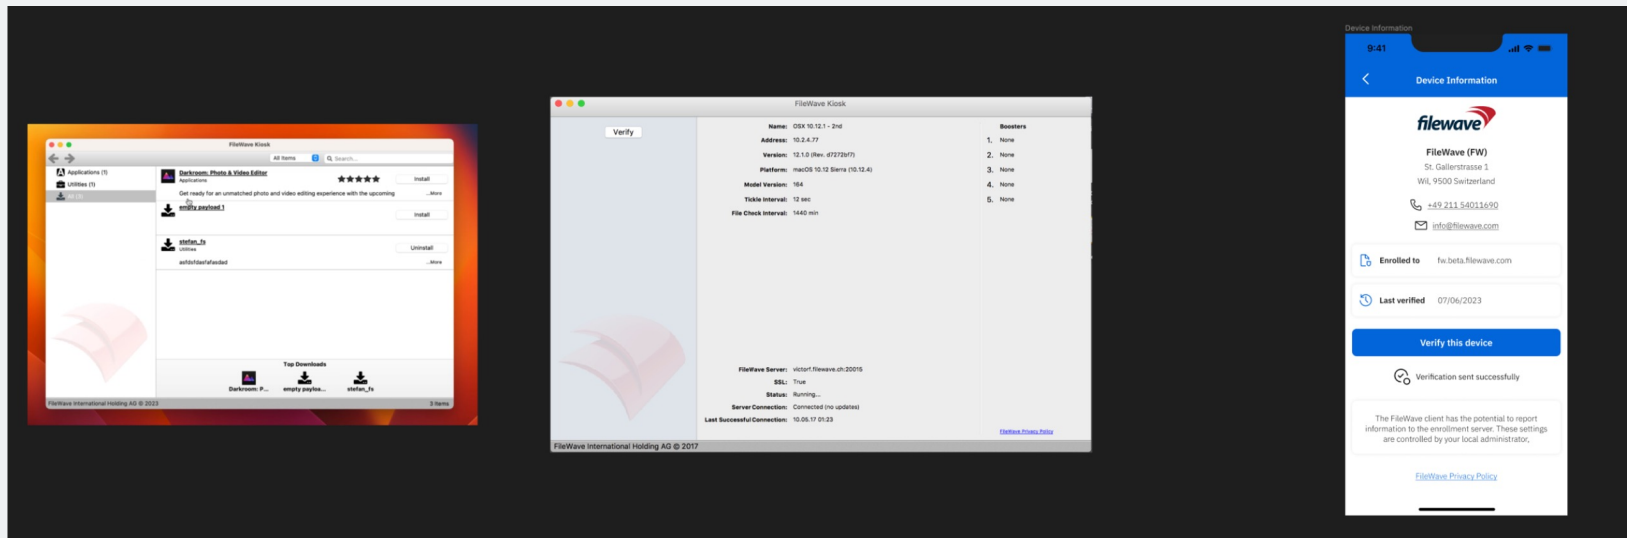 FileWave Kiosk
All Items
Search...
Applications (1)
Utilities (1)
All (3)
Darkroom: Photo & Video Editor
Applications
Install
Get ready for an unmatched photo and video editing experience with the upcoming
...More
empty payload 1
Install
stefan_fs
Utilities
Uninstall
...More
Top Downloads
Darkroom: P...
empty payloa...
stefan_fs
FileWave International Holding AG © 2023
3 Items
FileWave Kiosk
Verify
Name: OSX 10.12.1 - 2nd
Address: 10.2.4.77
Version: 12.1.0 (Rev. d7272bf7)
Platform: macOS 10.12 Sierra (10.12.4)
Model Version: 164
Tickle Interval: 12 sec
File Check Interval: 1440 min
Boosters
1. None
2. None
3. None
4. None
5. None
FileWave Server: victorf.filewave.ch:20015
SSL: True
Status: Running...
Server Connection: Connected (no updates)
Last Successful Connection: 10.06.17 01:23
FileWave Privacy Policy
FileWave International Holding AG © 2017
Device Information
9:41
Device Information
filewave
FileWave (FW)
St. Gallerstrasse 1
Wil, 9500 Switzerland
+49 211 54011690
info@filewave.com
Enrolled to fw.beta.filewave.com
Last verified 07/06/2023
Verify this device
Verification sent successfully
The FileWave client has the potential to report
information to the enrollment server. These settings
are controlled by your local administrator,
FileWave Privacy Policy